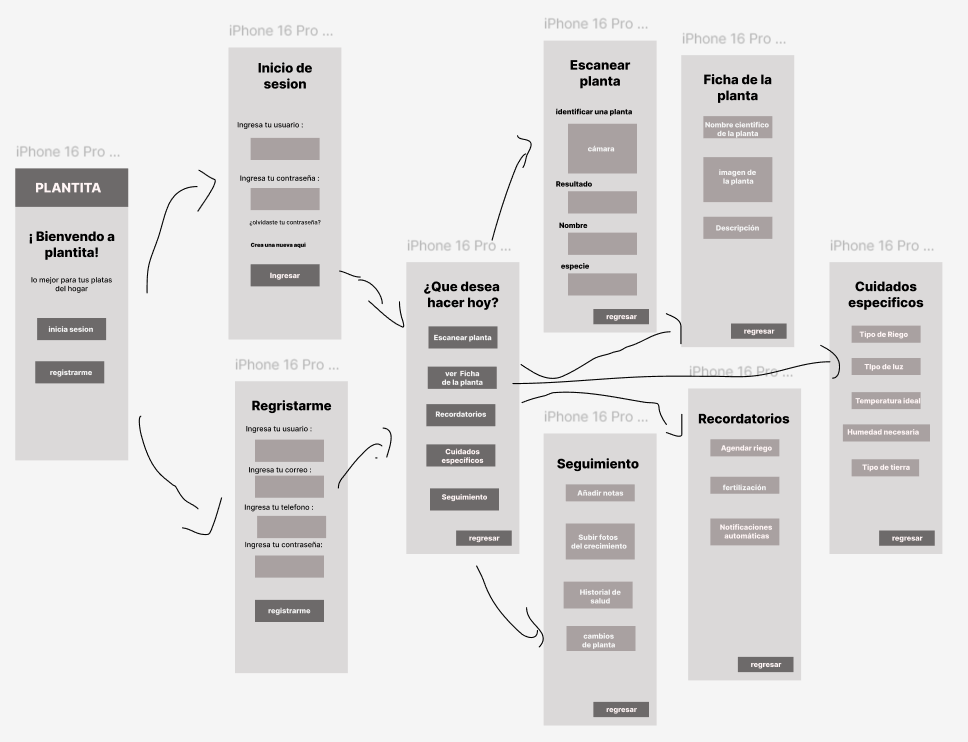 iPhone 16 Pro ...
PLANTITA
¡ Bienvendo a
plantita!
lo mejor para tus platas
del hogar
inicia sesion
registrarme
iPhone 16 Pro ...
Inicio de
sesion
Ingresa tu usuario :
Ingresa tu contraseña :
¿olvidaste tu contraseña?
Crea una nueva aqui
Ingresar
iPhone 16 Pro ...
Regristarme
Ingresa tu usuario :
Ingresa tu correo :
Ingresa tu telefono :
Ingresa tu contraseña:
registrarme
iPhone 16 Pro ...
¿Que desea
hacer hoy?
Escanear planta
ver Ficha
de la planta
Recordatorios
Cuidados
específicos
Seguimiento
regresar
iPhone 16 Pro ...
Escanear
planta
identificar una planta
cámara
Resultado
Nombre
especie
regresar
iPhone 16 Pro ...
Ficha de la
planta
Nombre científico
de la planta
imagen de
la planta
Descripción
regresar
iPhone 16 Pro ...
Seguimiento
Añadir notas
Subir fotos
del crecimiento
Historial de
salud
cambios
de planta
regresar
iPhone 16 Pro ...
Recordatorios
Agendar riego
fertilización
Notificaciones
automáticas
regresar
iPhone 16 Pro ...
Cuidados
especificos
Tipo de Riego
Tipo de luz
Temperatura ideal
Humedad necesaria
Tipo de tierra
regresar